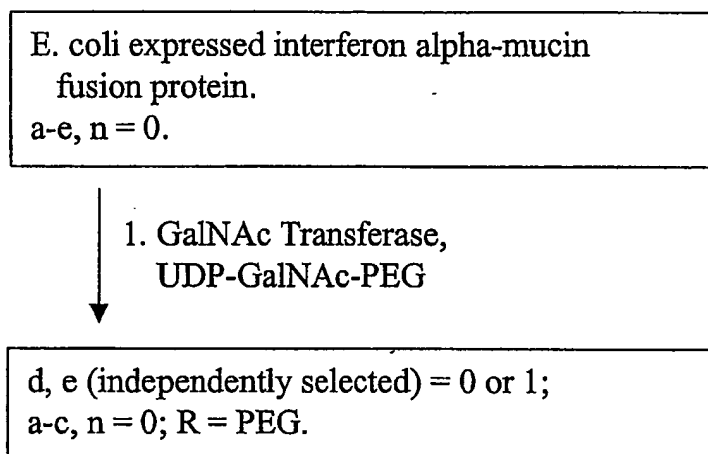 E. coli expressed interferon alpha-mucin
fusion protein.
a-e, n = 0.
1. GalNAc Transferase,
UDP-GalNAc-PEG
d, e (independently selected) = 0 or 1;
a-c, n = 0; R = PEG.